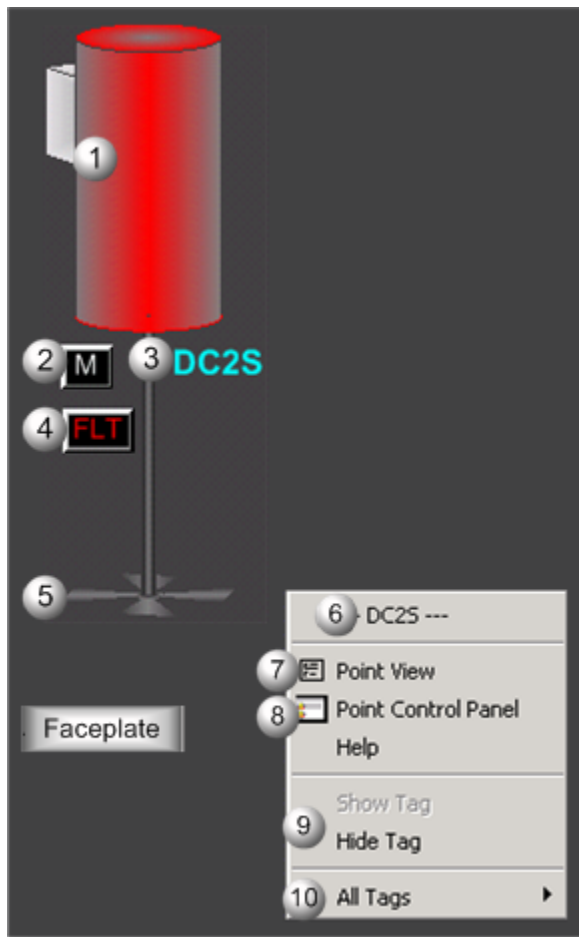 1
2 M 3 DC2S
4 FLT
5
6 - DC2S ---
7 Point View
8 Point Control Panel
Faceplate
Help
Show Tag
9
Hide Tag
10 All Tags